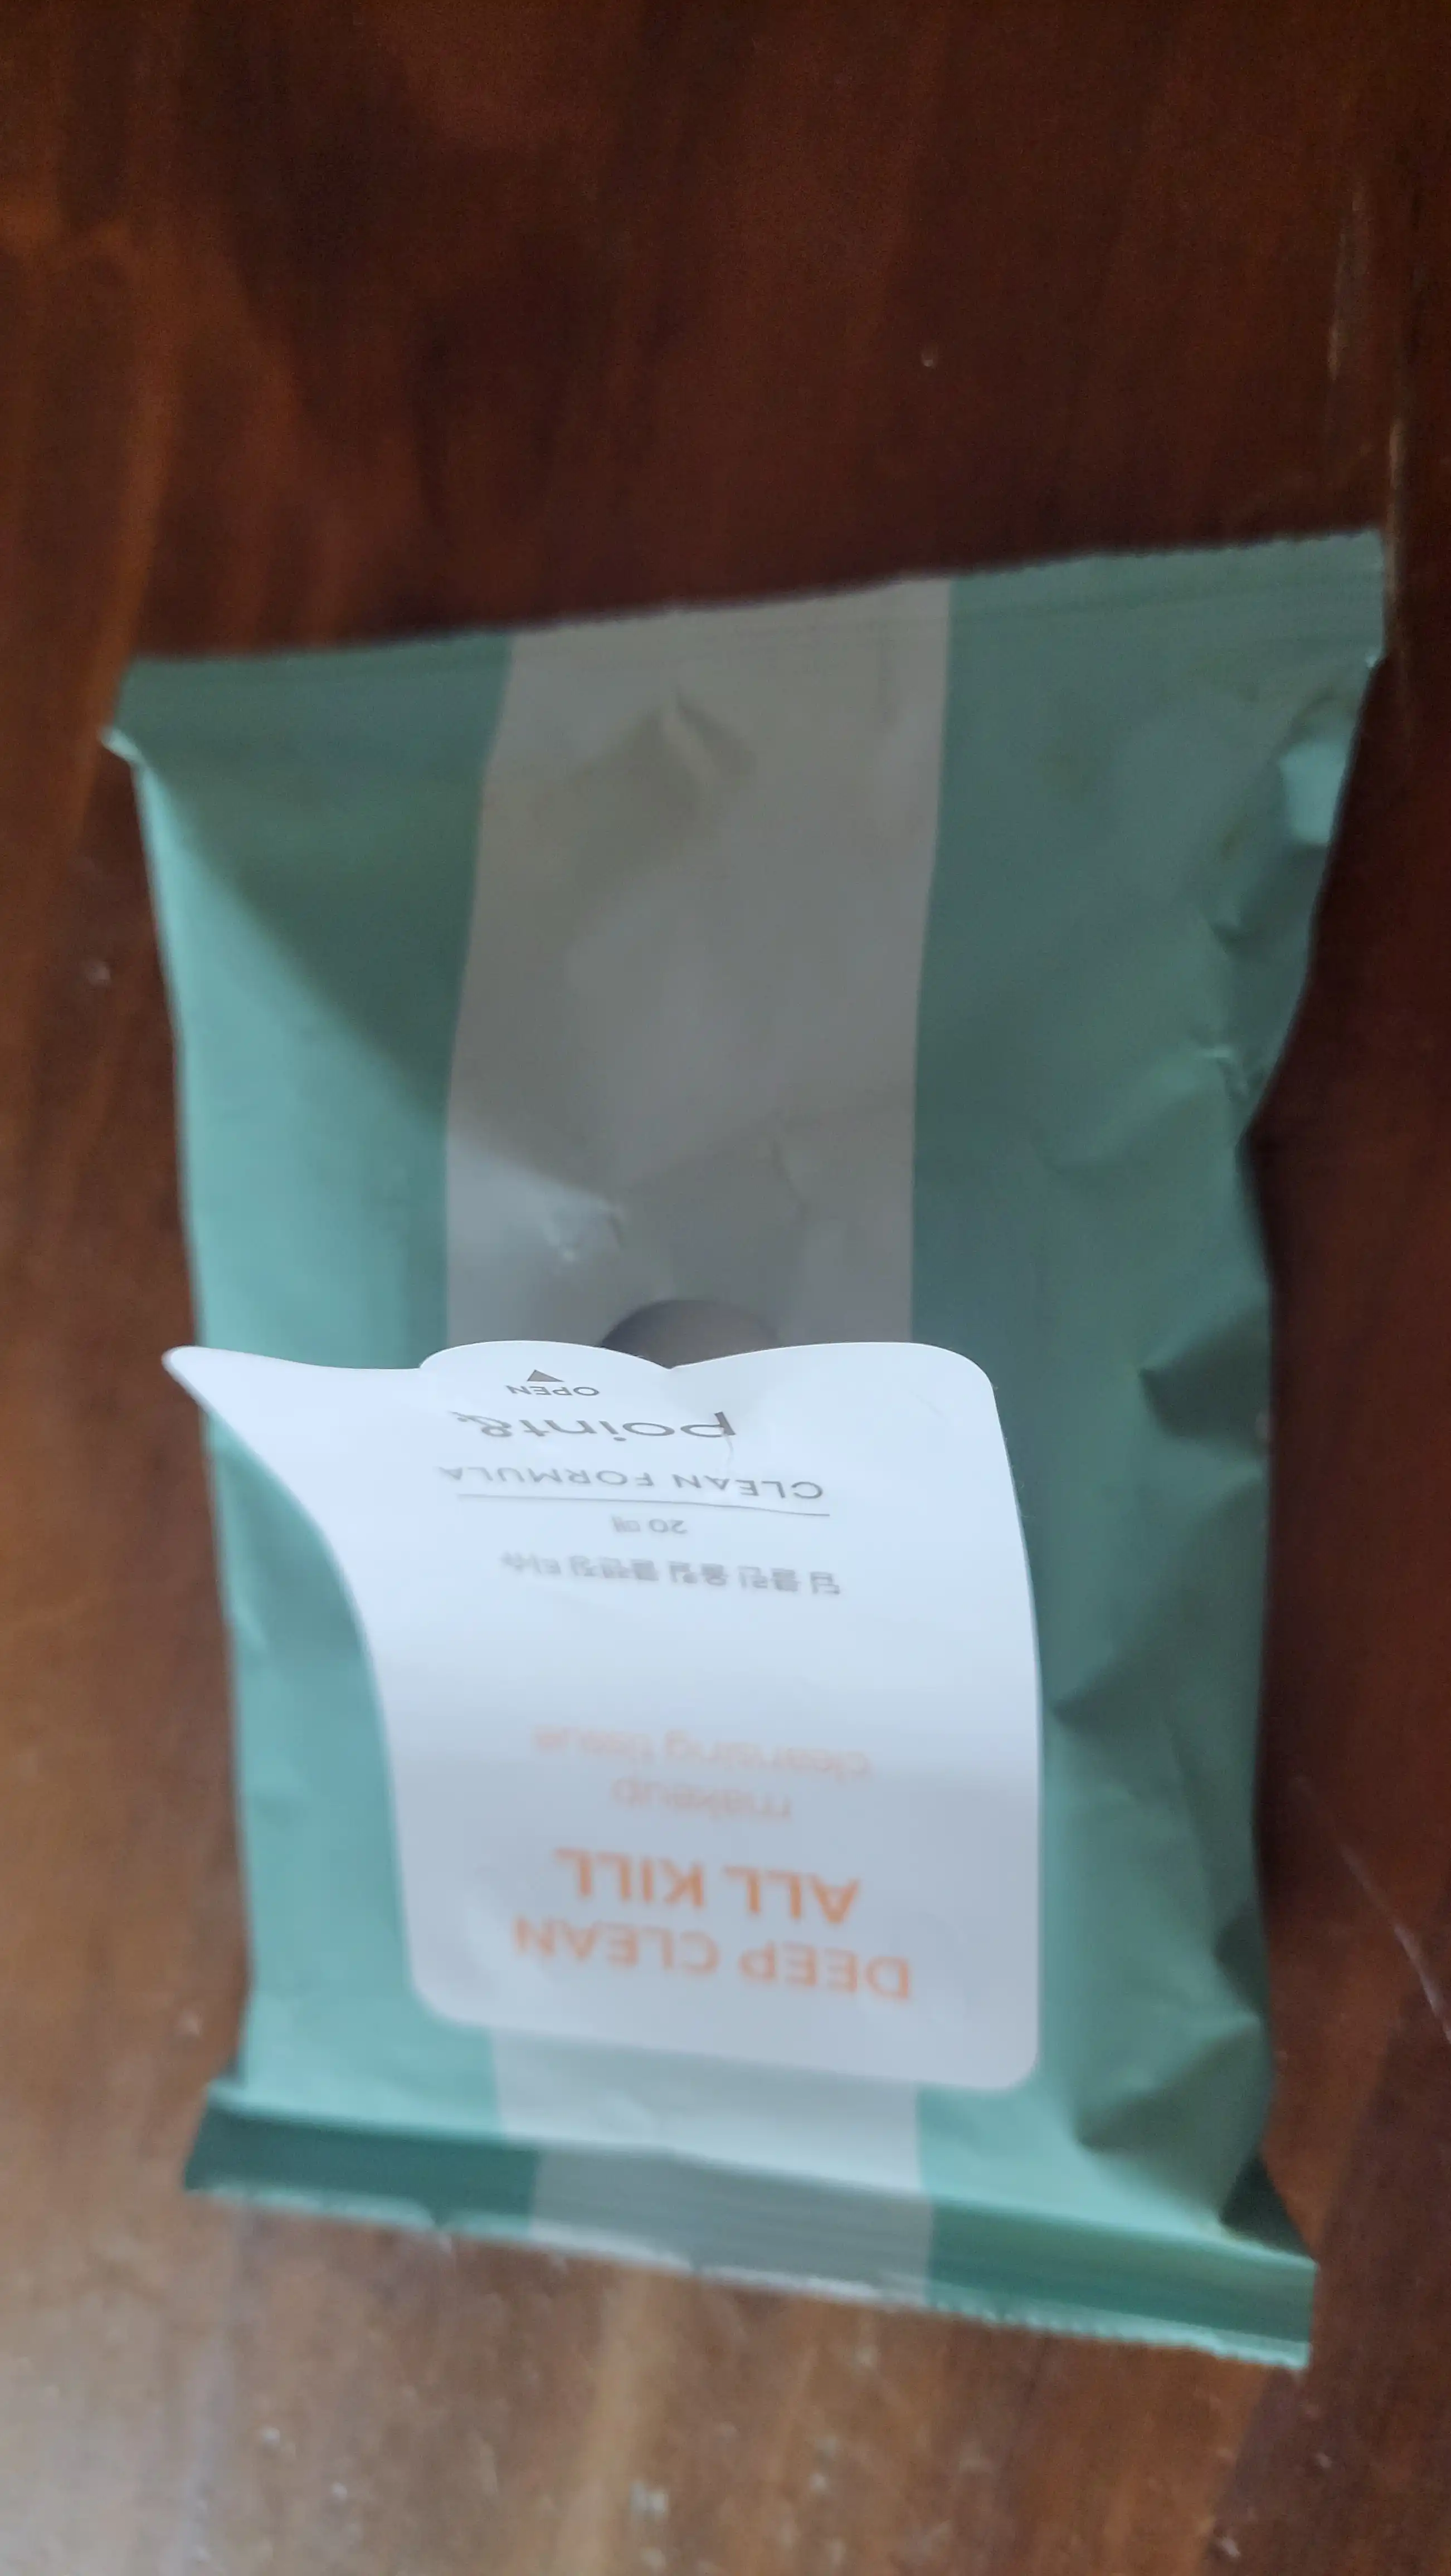 DEEP CLEAN
ALL KILL
makeup
cleansing tissue
딥 클린 올킬 클렌징 티슈
20 매
CLEAN FORMULA
point&
OPEN